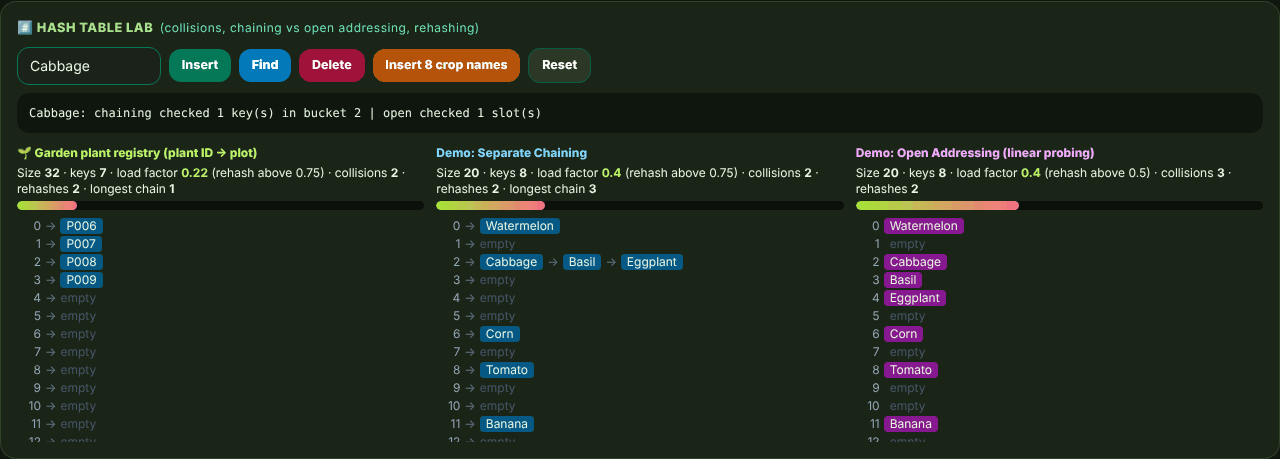 #️⃣ HASH TABLE LAB (collisions, chaining vs open addressing, rehashing)
Cabbage Insert Find Delete Insert 8 crop names Reset
Cabbage: chaining checked 1 key(s) in bucket 2 | open checked 1 slot(s)
🌱 Garden plant registry (plant ID → plot)
Size 32 · keys 7 · load factor 0.22 (rehash above 0.75) · collisions 2 ·
rehashes 2 · longest chain 1
0 → P006
1 → P007
2 → P008
3 → P009
4 → empty
5 → empty
6 → empty
7 → empty
8 → empty
9 → empty
10 → empty
11 → empty
12 → empty
Demo: Separate Chaining
Size 20 · keys 8 · load factor 0.4 (rehash above 0.75) · collisions 2 ·
rehashes 2 · longest chain 3
0 → Watermelon
1 → empty
2 → Cabbage → Basil → Eggplant
3 → empty
4 → empty
5 → empty
6 → Corn
7 → empty
8 → Tomato
9 → empty
10 → empty
11 → Banana
12 → empty
Demo: Open Addressing (linear probing)
Size 20 · keys 8 · load factor 0.4 (rehash above 0.5) · collisions 3 ·
rehashes 2
0 Watermelon
1 empty
2 Cabbage
3 Basil
4 Eggplant
5 empty
6 Corn
7 empty
8 Tomato
9 empty
10 empty
11 Banana
12 empty